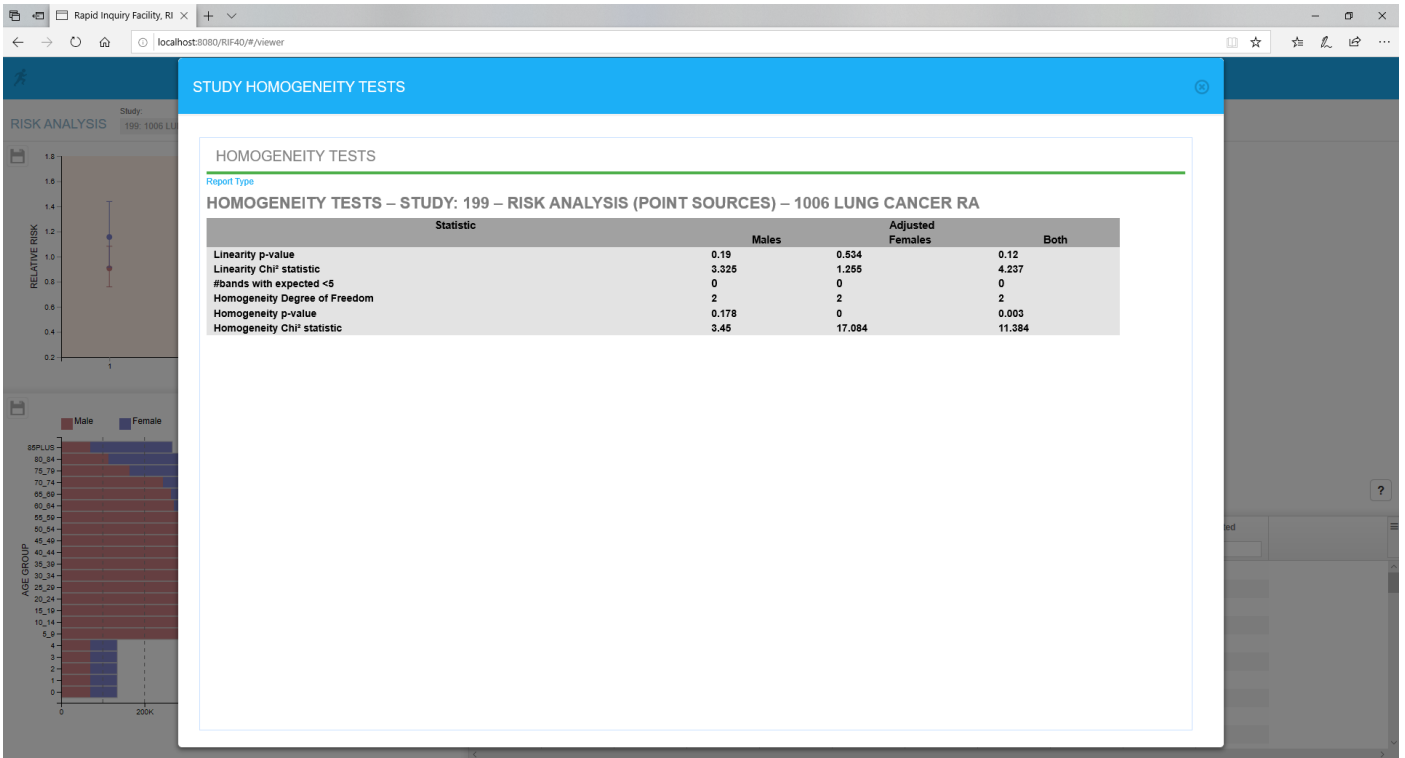 Rapid Inquiry Facility, RI
localhost:8080/RIF40/#/viewer
STUDY HOMOGENEITY TESTS
RISK ANALYSIS
Study:
199: 1006 LU
HOMOGENEITY TESTS
Report Type
HOMOGENEITY TESTS – STUDY: 199 – RISK ANALYSIS (POINT SOURCES) – 1006 LUNG CANCER RA
Statistic Adjusted
Males Females Both
Linearity p-value 0.19 0.534 0.12
Linearity Chi² statistic 3.325 1.255 4.237
#bands with expected <5 0 0 0
Homogeneity Degree of Freedom 2 2 2
Homogeneity p-value 0.178 0 0.003
Homogeneity Chi² statistic 3.45 17.084 11.384
RELATIVE RISK
1.8
1.6
1.4
1.2
1.0
0.8
0.6
0.4
0.2
1
Male Female
AGE GROUP
85PLUS
80_84
75_79
70_74
65_69
60_64
55_59
50_54
45_49
40_44
35_39
30_34
25_29
20_24
15_19
10_14
5_9
4
3
2
1
0
0 200K
?
ted